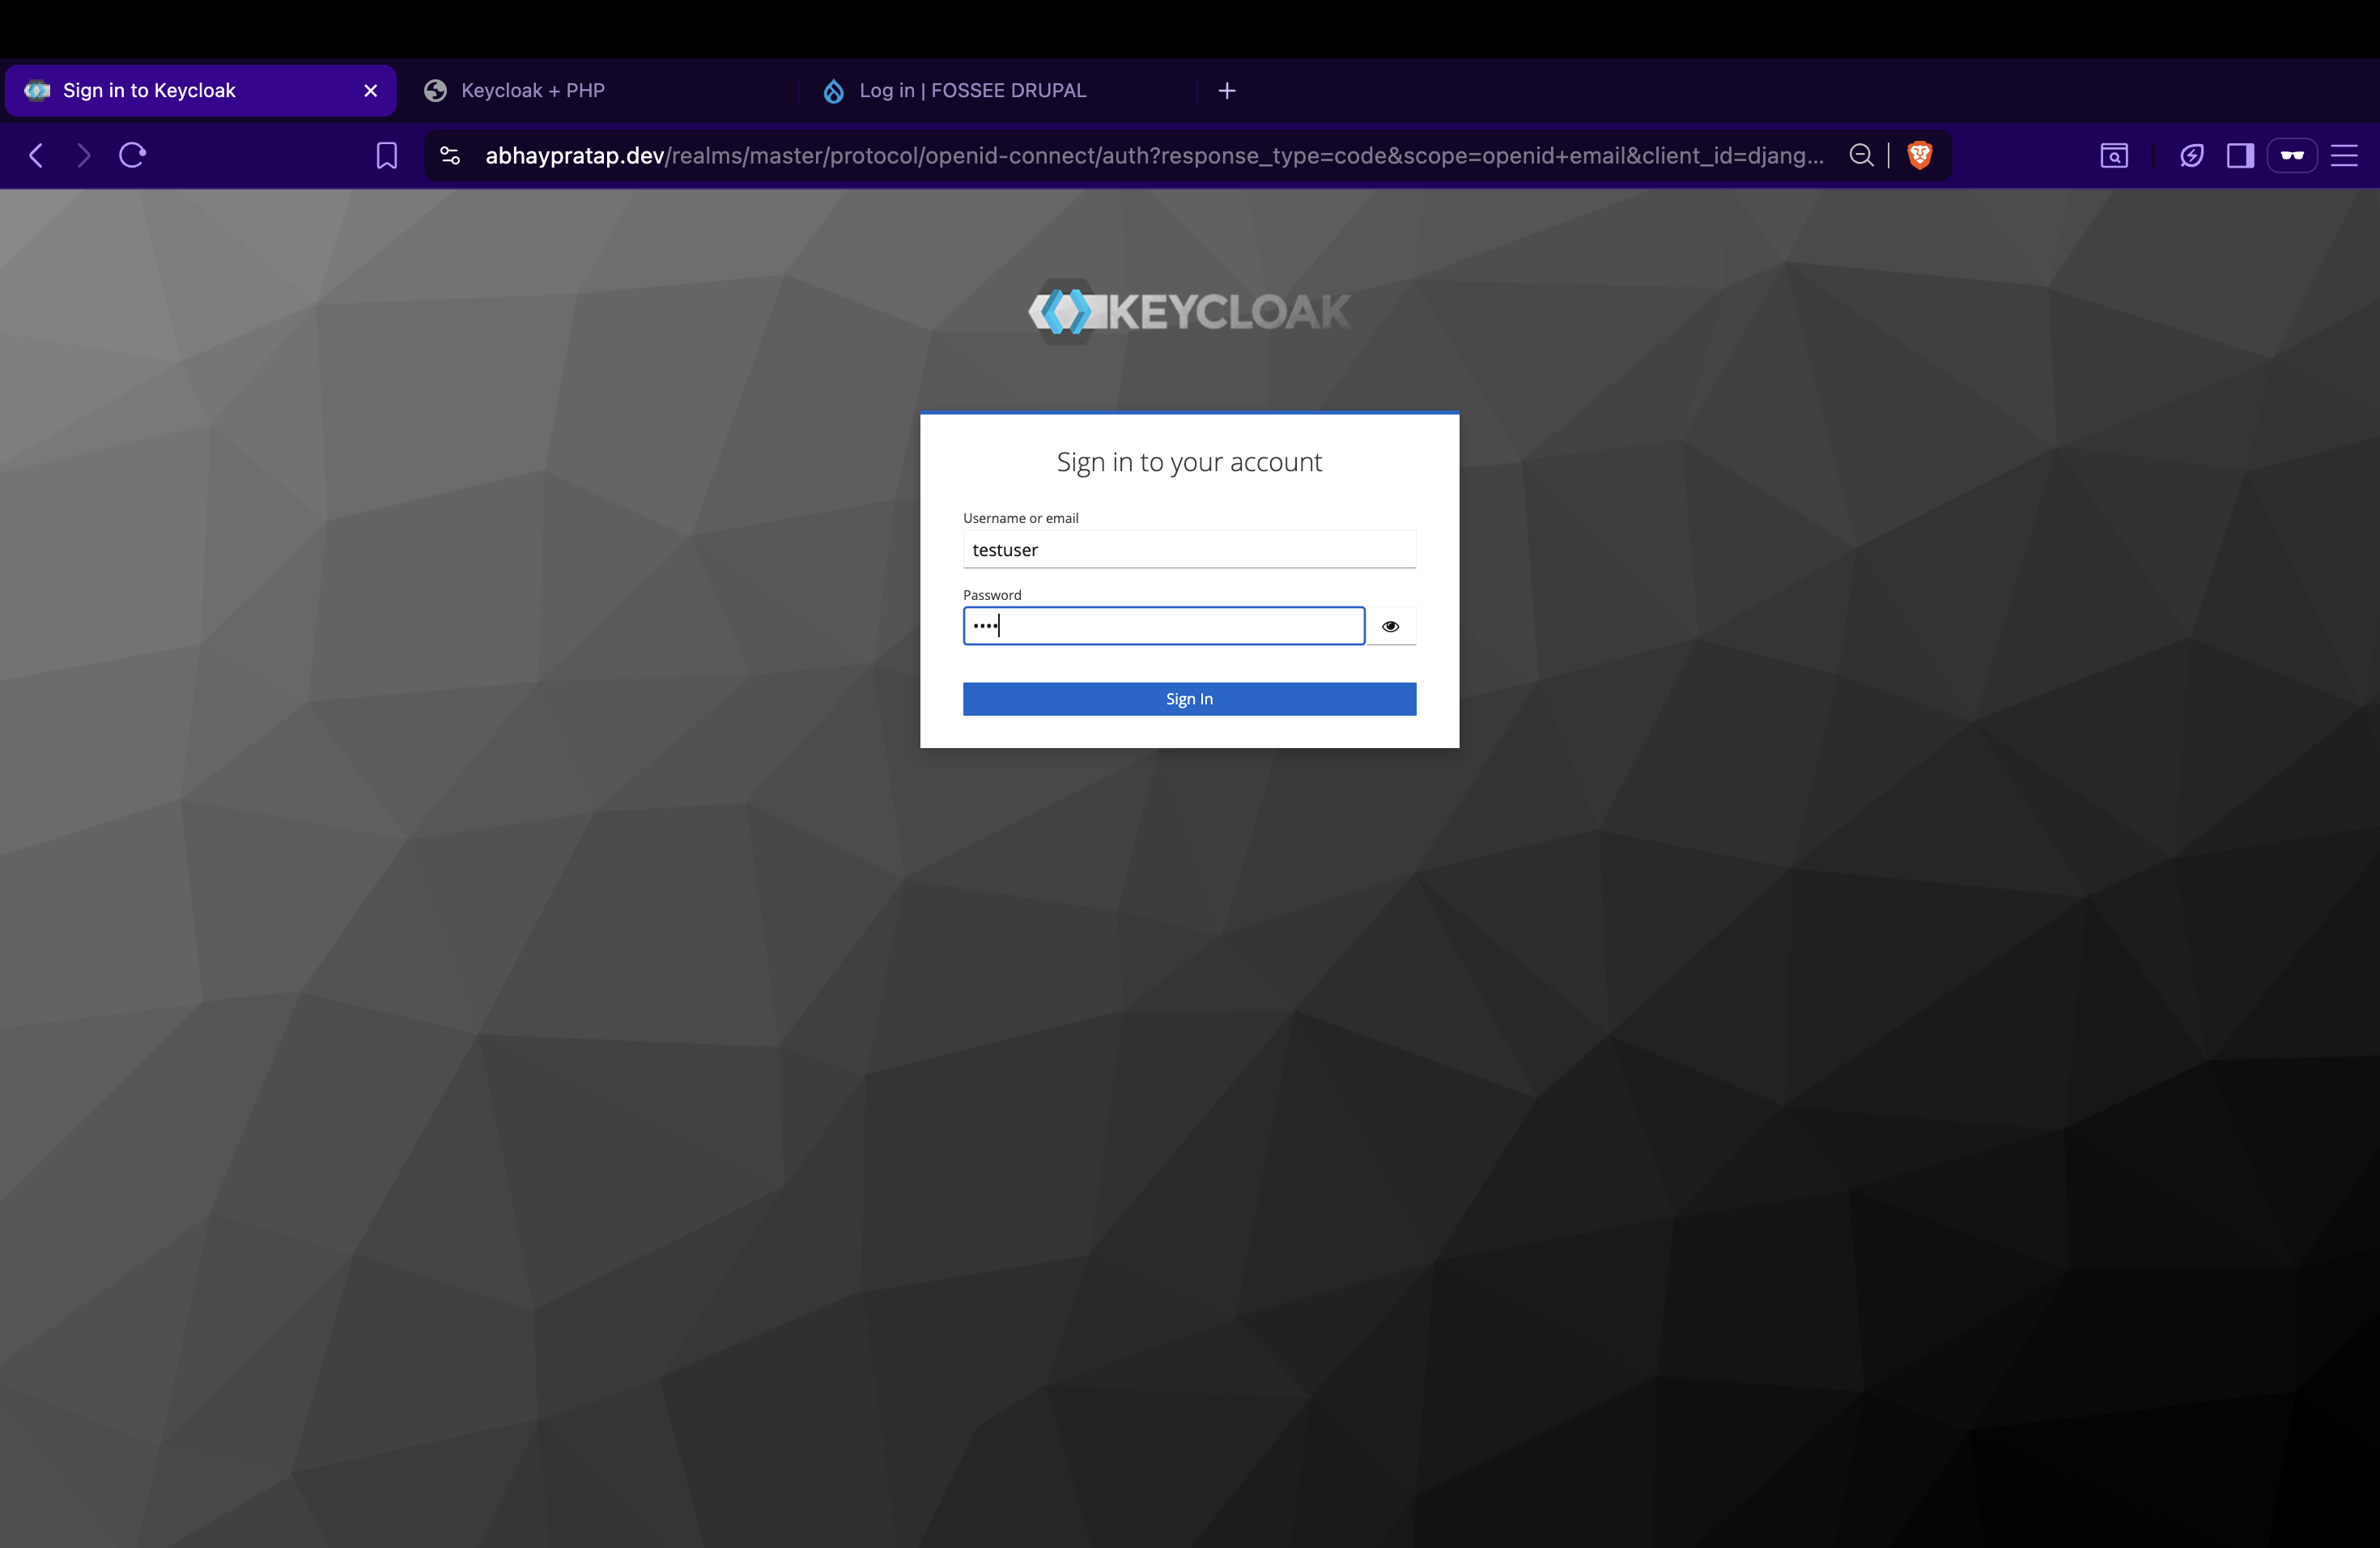 Sign in to Keycloak
Keycloak + PHP
Log in | FOSSEE DRUPAL
abhaypratap.dev/realms/master/protocol/openid-connect/auth?response_type=code&scope=openid+email&client_id=djang...
KEYCLOAK
Sign in to your account
Username or email
testuser
Password
••••
Sign In